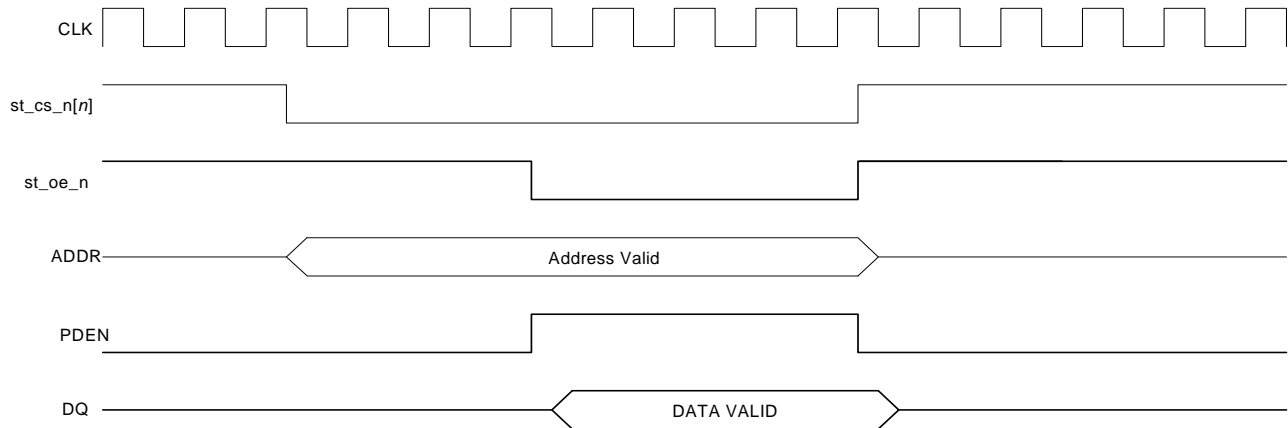 CLK
st_cs_n[n]
st_oe_n
ADDR
Address Valid
PDEN
DQ
DATA VALID